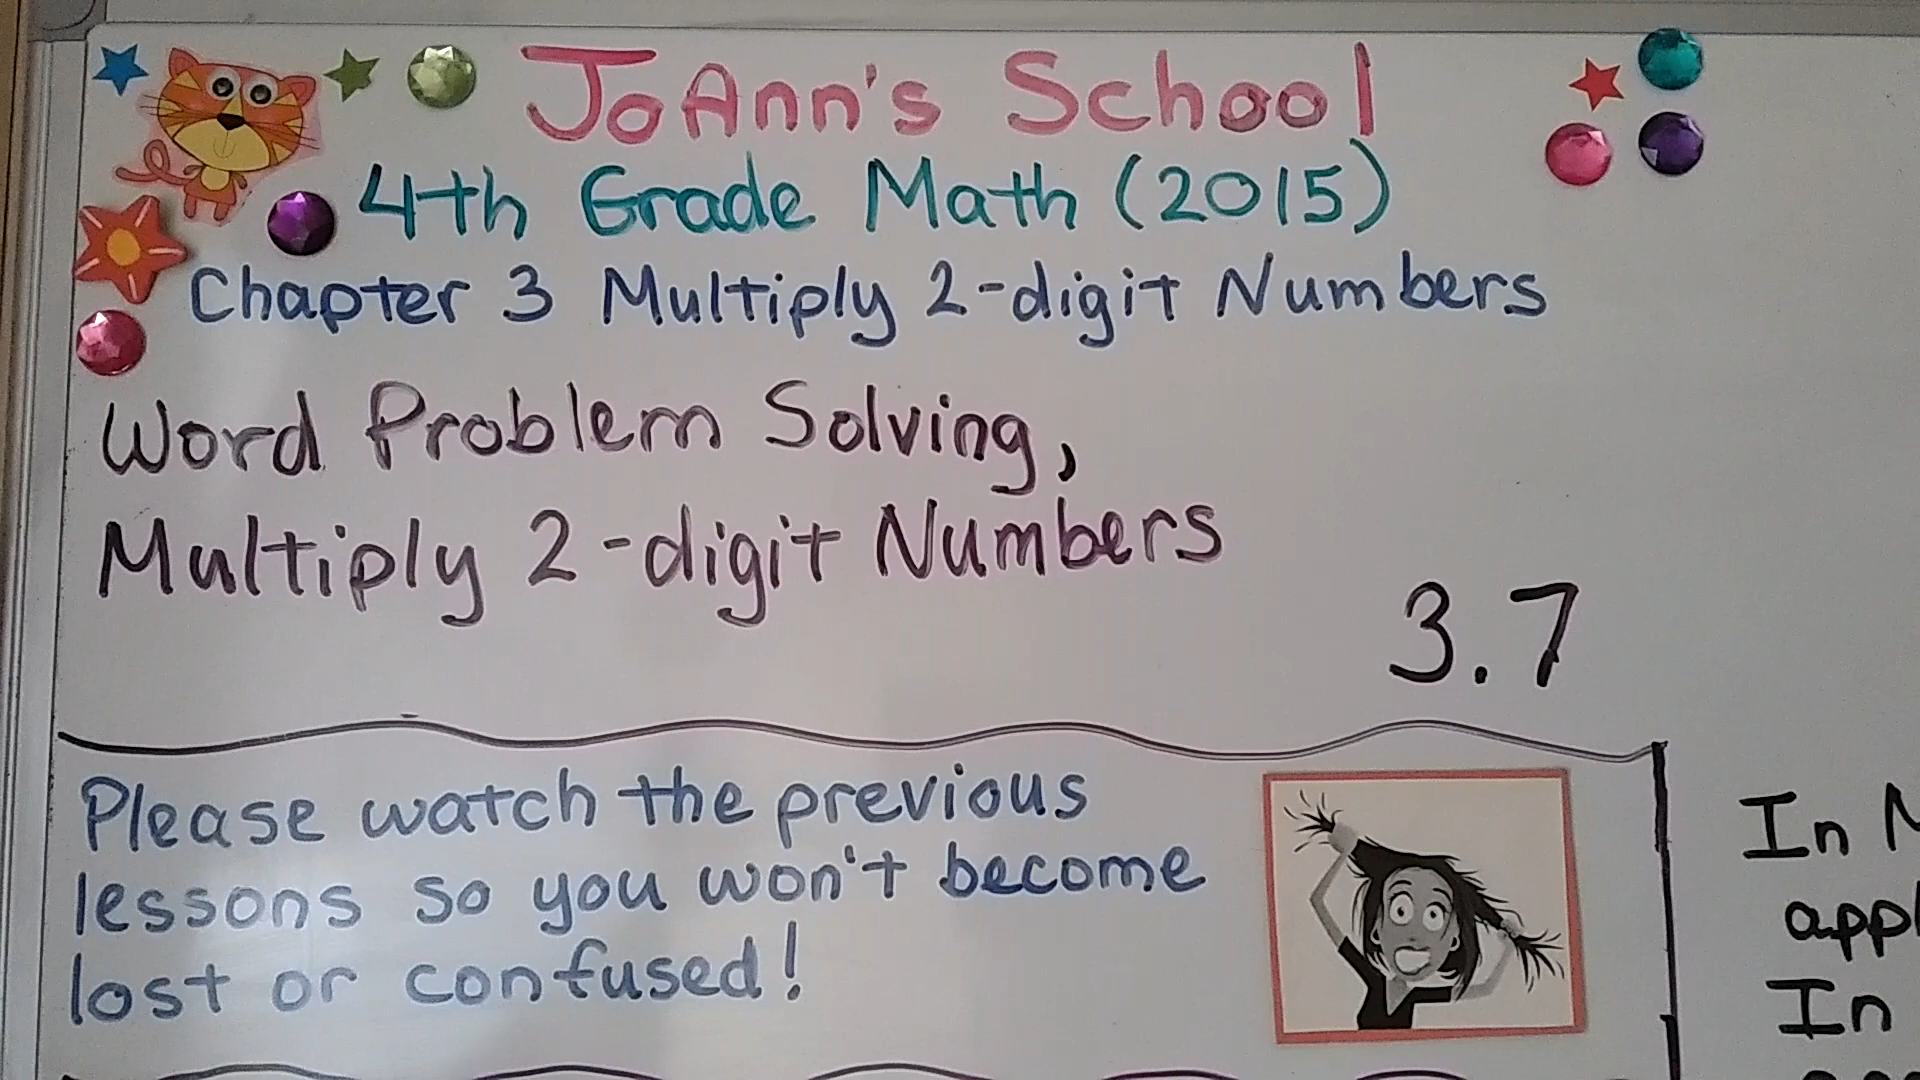 JoAnn's School
4th Grade Math (2015)
Chapter 3 Multiply 2-digit Numbers
Word Problem Solving,
Multiply 2-digit Numbers
3.7
Please watch the previous
lessons so you won't become
lost or confused!
In
In